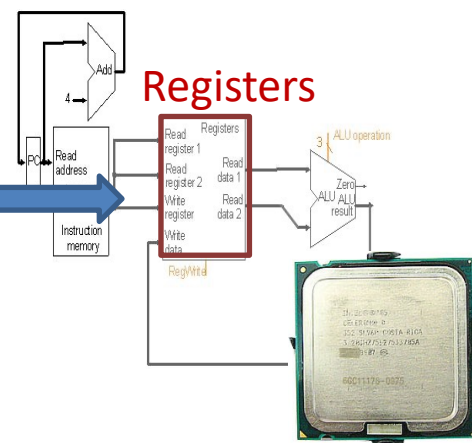 Add
4
Registers
PC
Read
address
Instruction
memory
Read
register 1
Read
register 2
Write
register
Write
data
Registers
Read
data 1
Read
data 2
RegWrite
3
ALU operation
Zero
ALU
ALU
result
CELERON D